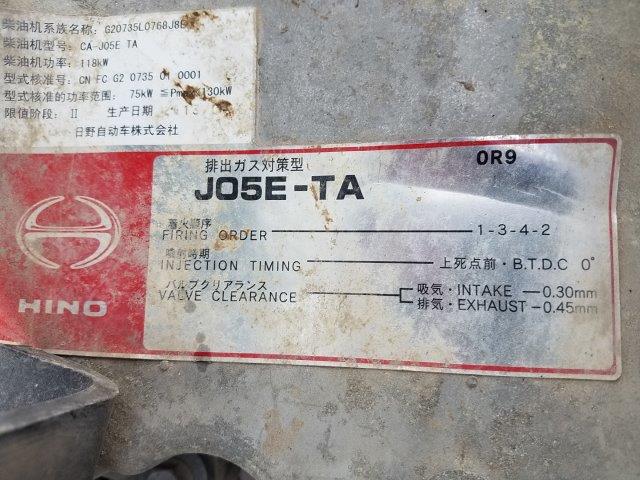 柴油机系族名称: G20735L0768J8E
柴油机型号: CA-J05E TA
柴油机功率: 118kW
型式核准号: CN FC G2 0735 01 0001
型式核准的功率范围: 75kW ≦Pmax<130kW
限值阶段: II 生产日期
日野自动车株式会社
排出ガス対策型
0R9
J05E-TA
着火順序
FIRING ORDER 1-3-4-2
噴射時期
INJECTION TIMING 上死点前・B.T.D.C 0°
バルブクリアランス
VALVE CLEARANCE
吸気・INTAKE 0.30mm
排気・EXHAUST 0.45mm
HINO